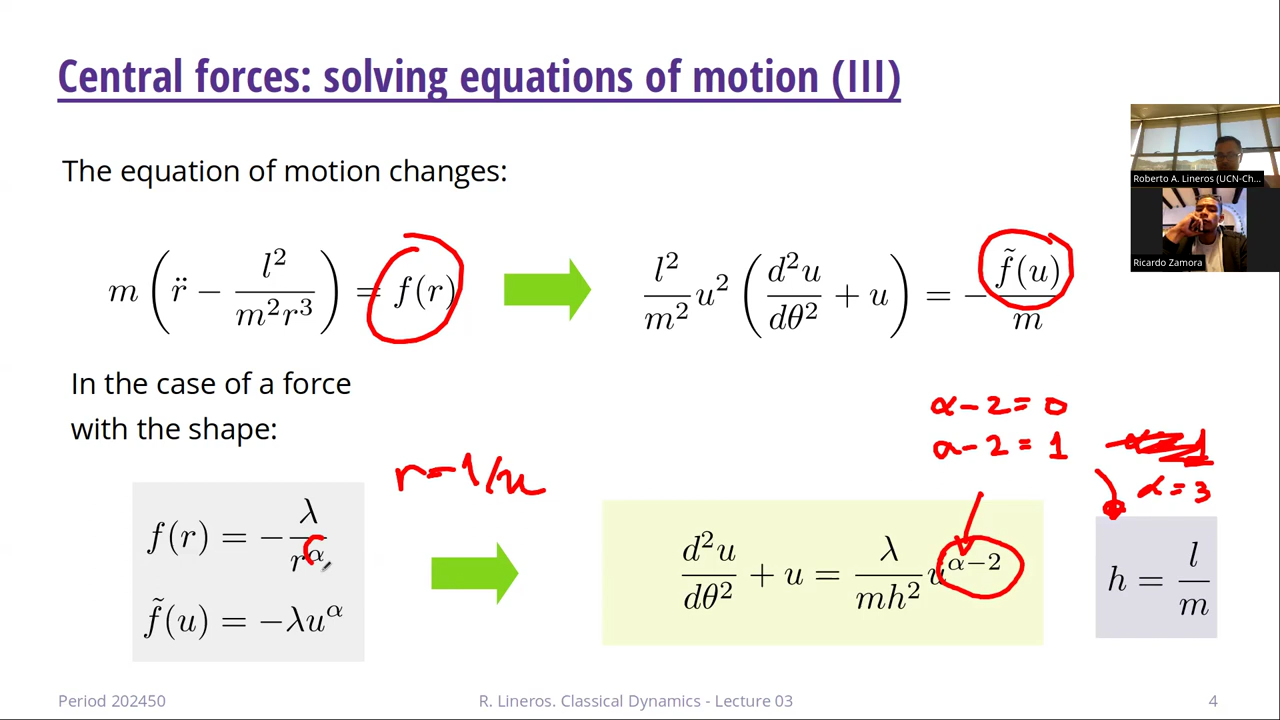 Central forces: solving equations of motion (III)
The equation of motion changes:
Roberto A. Lineros (UCN-Ch...
Ricardo Zamora
m ( r̈ − l²/(m²r³) ) = f(r)
l²/m² u² ( d²u/dθ² + u ) = − f̃(u)/m
In the case of a force
with the shape:
α − 2 = 0
α − 2 = 1
α = 3
r = 1/u
f(r) = − λ/r^α
f̃(u) = −λu^α
d²u/dθ² + u = λ/(mh²) u^(α−2)
h = l/m
Period 202450
R. Lineros. Classical Dynamics - Lecture 03
4